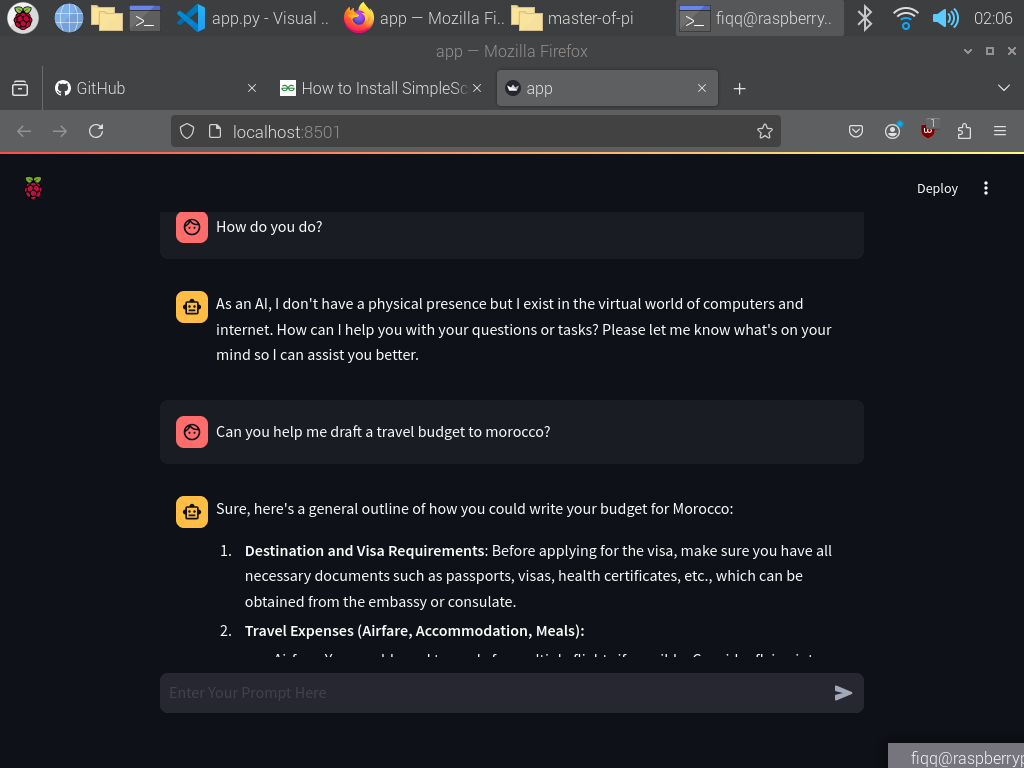 app.py - Visual ..
app — Mozilla Fi..
master-of-pi
fiqq@raspberry..
02:06
app — Mozilla Firefox
GitHub
How to Install SimpleSc
app
localhost:8501
1
Deploy
How do you do?
As an AI, I don't have a physical presence but I exist in the virtual world of computers and
internet. How can I help you with your questions or tasks? Please let me know what's on your
mind so I can assist you better.
Can you help me draft a travel budget to morocco?
Sure, here's a general outline of how you could write your budget for Morocco:
1. Destination and Visa Requirements: Before applying for the visa, make sure you have all
necessary documents such as passports, visas, health certificates, etc., which can be
obtained from the embassy or consulate.
2. Travel Expenses (Airfare, Accommodation, Meals):
Enter Your Prompt Here
fiqq@raspberryp